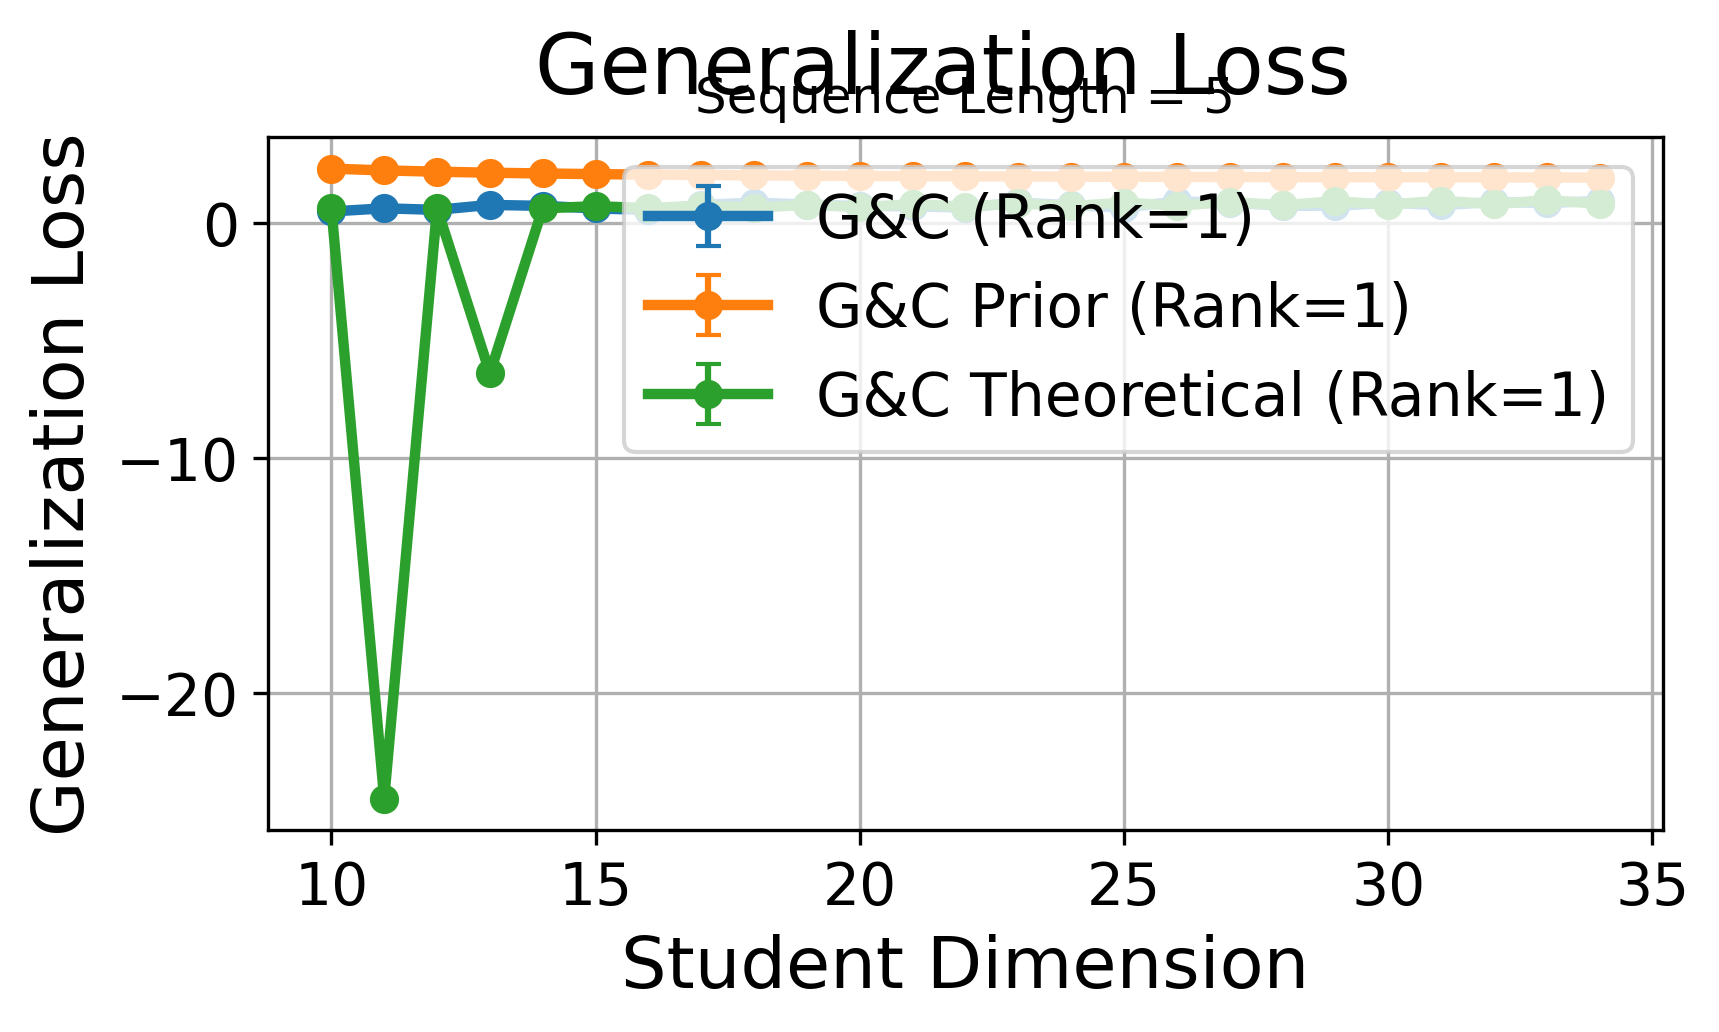 Generalization Loss
Sequence Length = 5
Generalization Loss
0
−10
−20
G&C (Rank=1)
G&C Prior (Rank=1)
G&C Theoretical (Rank=1)
10 15 20 25 30 35
Student Dimension